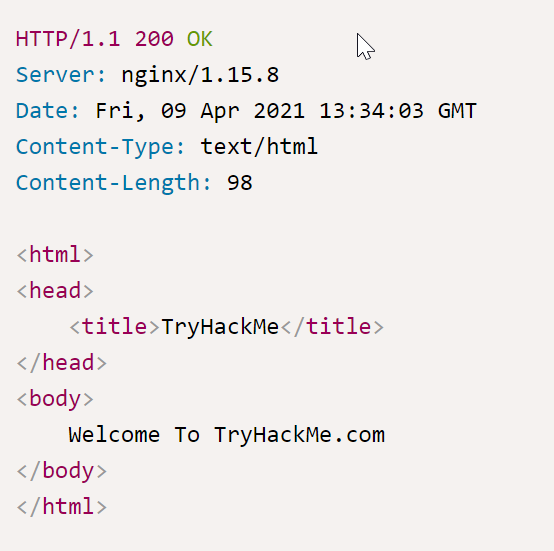 HTTP/1.1 200 OK
Server: nginx/1.15.8
Date: Fri, 09 Apr 2021 13:34:03 GMT
Content-Type: text/html
Content-Length: 98

<html>
<head>
    <title>TryHackMe</title>
</head>
<body>
    Welcome To TryHackMe.com
</body>
</html>